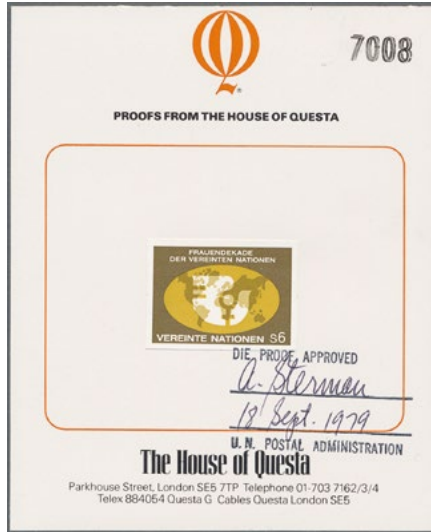 7008
PROOFS FROM THE HOUSE OF QUESTA
FRAUENDEKADE
DER VEREINTEN NATIONEN
VEREINTE NATIONEN S6
DIE PROOF APPROVED
A. Sterman
18 Sept. 1979
U. N. POSTAL ADMINISTRATION
The House of Questa
Parkhouse Street, London SE5 7TP Telephone 01-703 7162/3/4
Telex 884054 Questa G Cables Questa London SE5